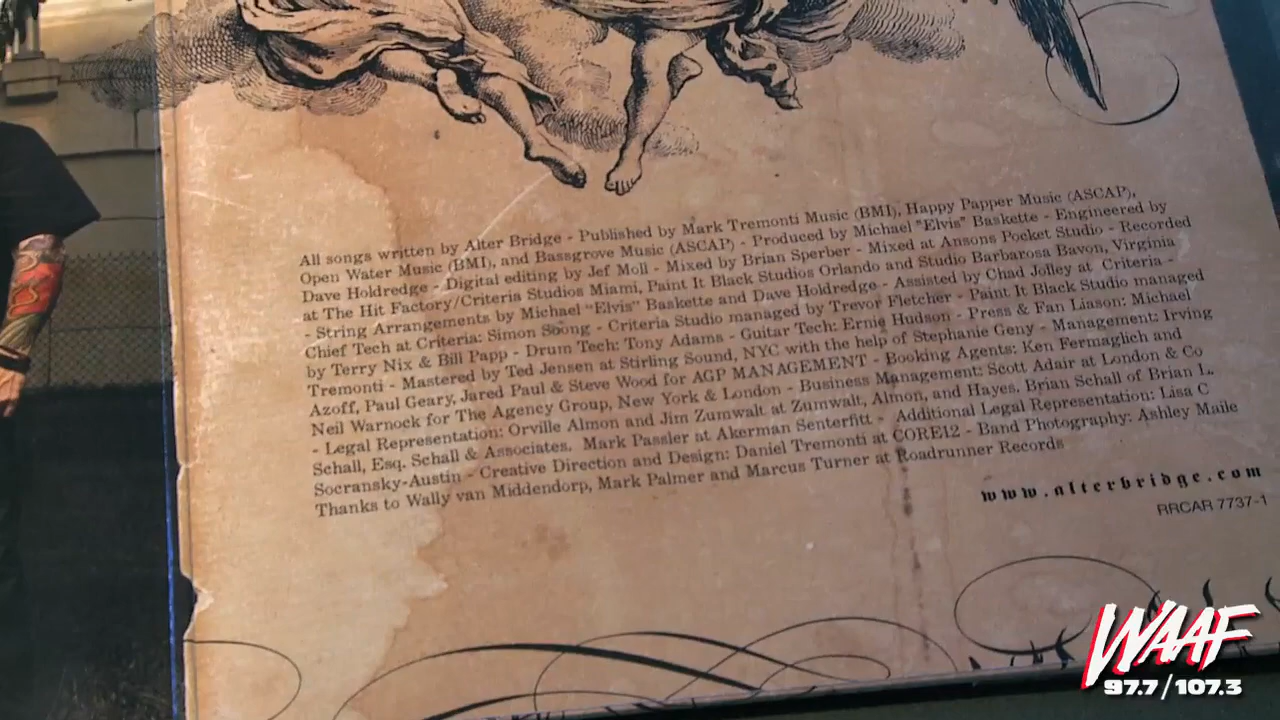 All songs written by Alter Bridge - Published by Mark Tremonti Music (BMI), Happy Papper Music (ASCAP),
Open Water Music (BMI), and Bassgrove Music (ASCAP) - Produced by Michael "Elvis" Baskette - Engineered by
Dave Holdredge - Digital editing by Jef Moll - Mixed by Brian Sperber - Mixed at Ansons Pocket Studio - Recorded
at The Hit Factory/Criteria Studios Miami, Paint It Black Studios Orlando and Studio Barbarosa Bavon, Virginia
- String Arrangements by Michael "Elvis" Baskette and Dave Holdredge - Assisted by Chad Jolley at Criteria -
Chief Tech at Criteria: Simon Soong - Criteria Studio managed by Trevor Fletcher - Paint It Black Studio managed
by Terry Nix & Bill Papp - Drum Tech: Tony Adams - Guitar Tech: Ernie Hudson - Press & Fan Liason: Michael
Tremonti - Mastered by Ted Jensen at Stirling Sound, NYC with the help of Stephanie Geny - Management: Irving
Azoff, Paul Geary, Jared Paul & Steve Wood for AGP MANAGEMENT - Booking Agents: Ken Fermaglich and
Neil Warnock for The Agency Group, New York & London - Business Management: Scott Adair at London & Co
- Legal Representation: Orville Almon and Jim Zumwalt at Zumwalt, Almon, and Hayes. Brian Schall of Brian L.
Schall, Esq. Schall & Associates. Mark Passler at Akerman Senterfitt - Additional Legal Representation: Lisa C
Socransky-Austin - Creative Direction and Design: Daniel Tremonti at CORE12 - Band Photography: Ashley Maile
Thanks to Wally van Middendorp, Mark Palmer and Marcus Turner at Roadrunner Records
www.alterbridge.com
RRCAR 7737-1
WAAF
97.7/107.3